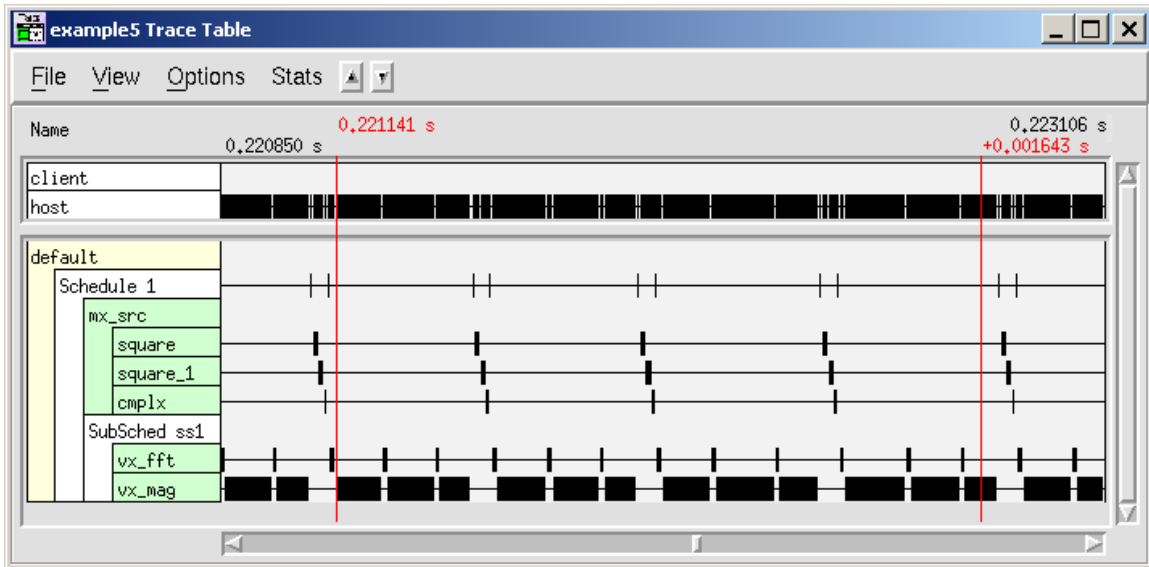 example5 Trace Table
File View Options Stats
Name 0.221141 s 0.223106 s
0.220850 s +0.001643 s
client
host
default
Schedule 1
mx_src
square
square_1
cmplx
SubSched ss1
vx_fft
vx_mag